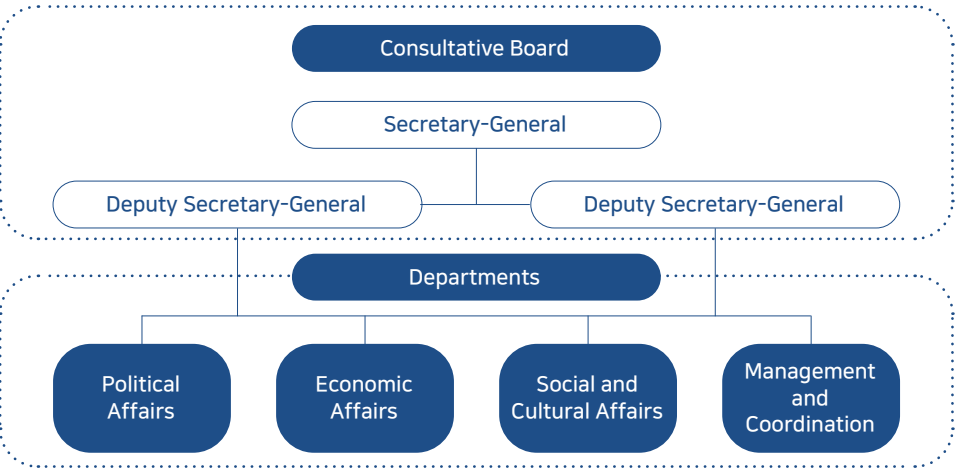 Consultative Board
Secretary-General
Deputy Secretary-General
Deputy Secretary-General
Departments
Political
Affairs
Economic
Affairs
Social and
Cultural Affairs
Management
and
Coordination